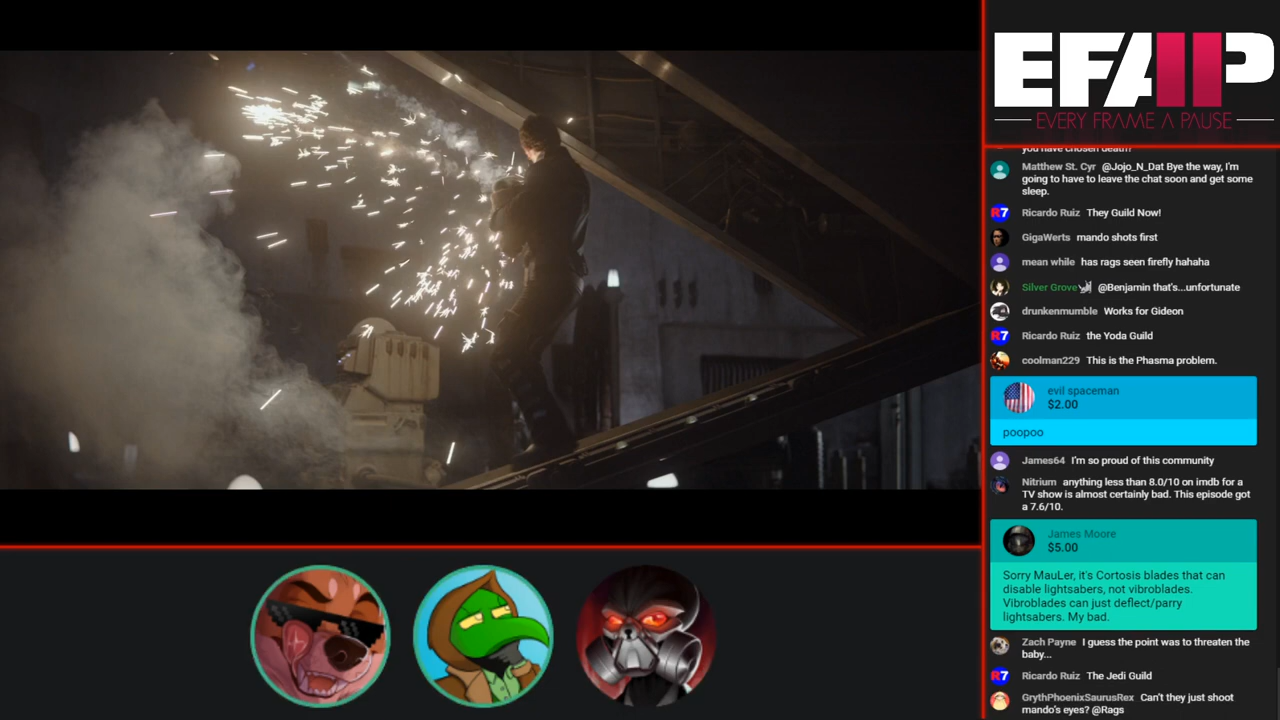 EFAP
EVERY FRAME A PAUSE
you have chosen death?
Matthew St. Cyr @Jojo_N_Dat Bye the way, I'm
going to have to leave the chat soon and get some
sleep.
R7 Ricardo Ruiz They Guild Now!
GigaWerts mando shots first
mean while has rags seen firefly hahaha
Silver Grove @Benjamin that's...unfortunate
drunkenmumble Works for Gideon
R7 Ricardo Ruiz the Yoda Guild
coolman229 This is the Phasma problem.
evil spaceman
$2.00
poopoo
James64 I'm so proud of this community
Nitrium anything less than 8.0/10 on imdb for a
TV show is almost certainly bad. This episode got
a 7.6/10.
James Moore
$5.00
Sorry MauLer, it's Cortosis blades that can
disable lightsabers, not vibroblades.
Vibroblades can just deflect/parry
lightsabers. My bad.
Zach Payne I guess the point was to threaten the
baby...
R7 Ricardo Ruiz The Jedi Guild
GrythPhoenixSaurusRex Can't they just shoot
mando's eyes? @Rags